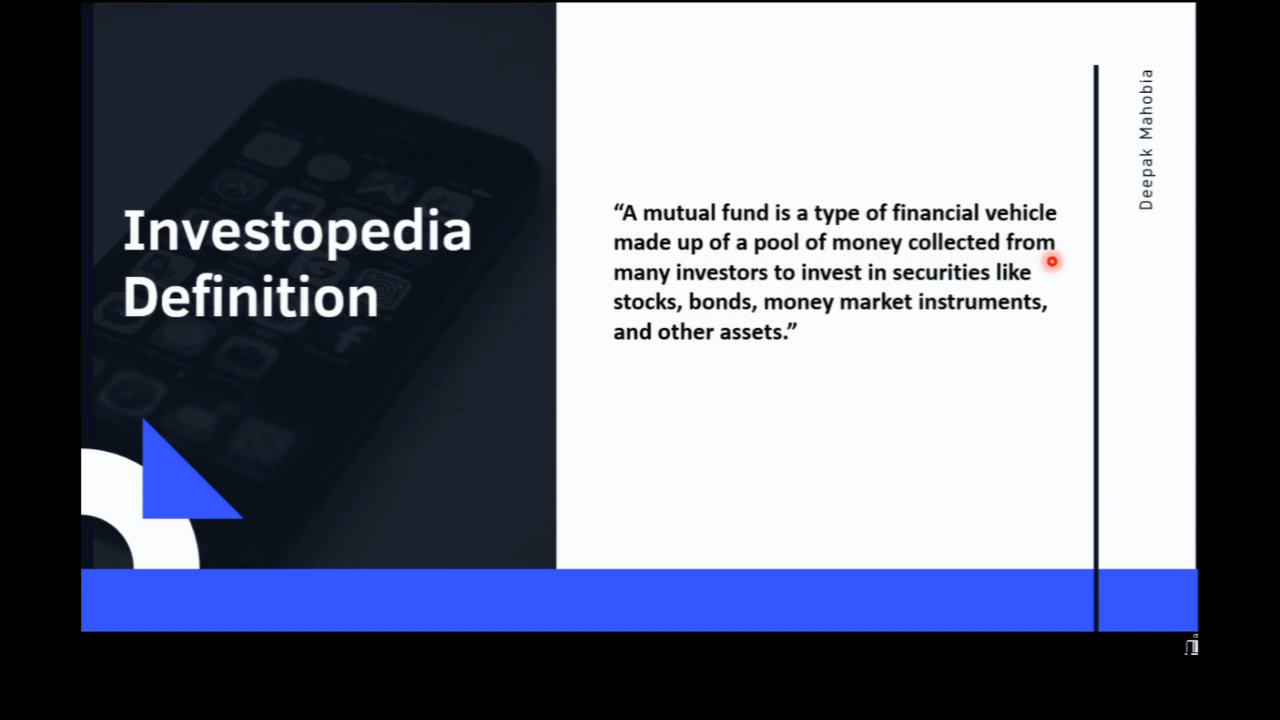 Investopedia
Definition
“A mutual fund is a type of financial vehicle
made up of a pool of money collected from
many investors to invest in securities like
stocks, bonds, money market instruments,
and other assets.”
Deepak Mahobia